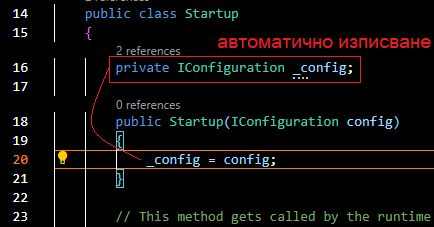 14 public class Startup
15 {
автоматично изписване
2 references
16 private IConfiguration _config;
17
0 references
18 public Startup(IConfiguration config)
19 {
20 _config = config;
21 }
22
23 // This method gets called by the runtime